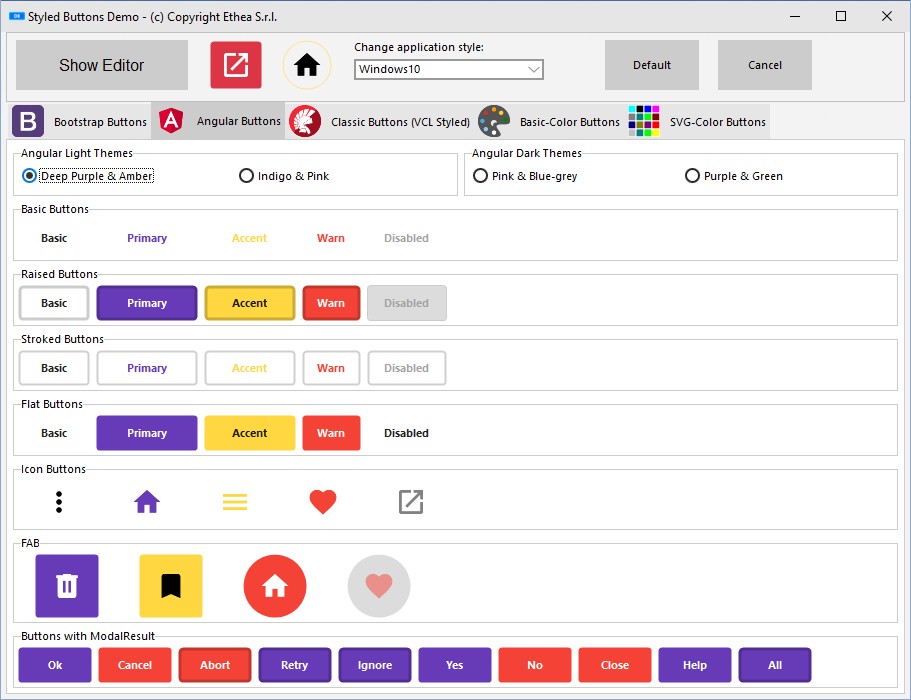 Styled Buttons Demo - (c) Copyright Ethea S.r.l.
Show Editor
Change application style:
Windows10
Default
Cancel
B Bootstrap Buttons A Angular Buttons Classic Buttons (VCL Styled) Basic-Color Buttons SVG-Color Buttons
Angular Light Themes
Deep Purple & Amber Indigo & Pink
Angular Dark Themes
Pink & Blue-grey Purple & Green
Basic Buttons
Basic Primary Accent Warn Disabled
Raised Buttons
Basic Primary Accent Warn Disabled
Stroked Buttons
Basic Primary Accent Warn Disabled
Flat Buttons
Basic Primary Accent Warn Disabled
Icon Buttons
FAB
Buttons with ModalResult
Ok Cancel Abort Retry Ignore Yes No Close Help All